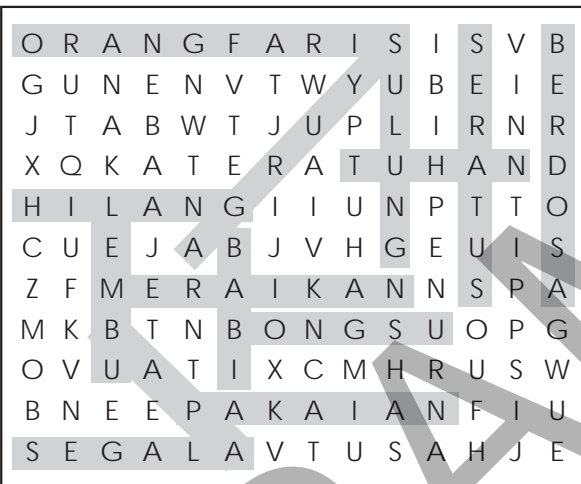 O R A N G F A R I S I S V B
G U N E N V T W Y U B E I E
J T A B W T J U P L I R N R
X Q K A T E R A T U H A N D
H I L A N G I I U N P T T O
C U E J A B J V H G E U I S
Z F M E R A I K A N N S P A
M K B T N B O N G S U O P G
O V U A T I X C M H R U S W
B N E E P A K A I A N F I U
S E G A L A V T U S A H J E